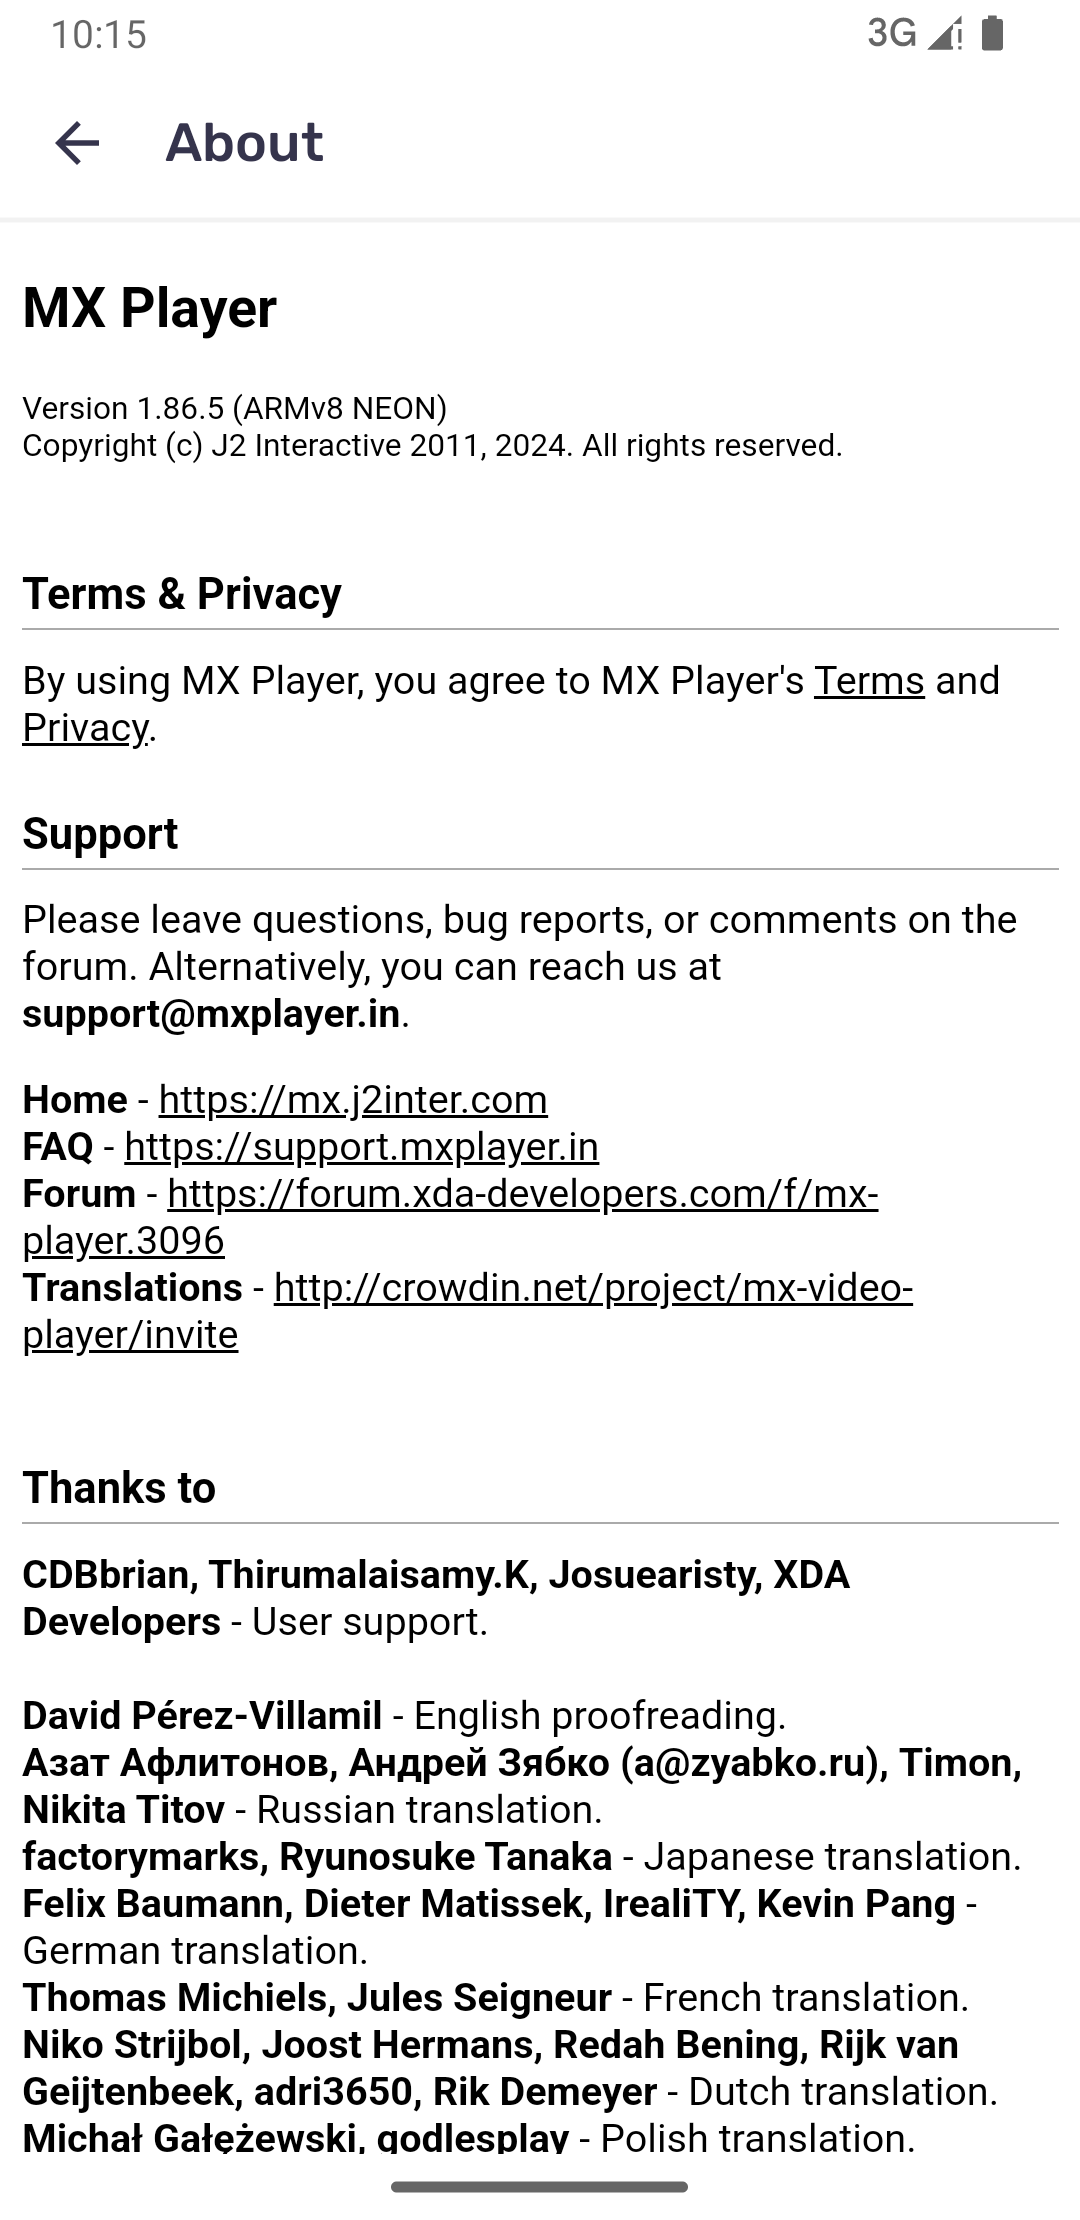 10:15
3G
About
MX Player
Version 1.86.5 (ARMv8 NEON)
Copyright (c) J2 Interactive 2011, 2024. All rights reserved.
Terms & Privacy
By using MX Player, you agree to MX Player's Terms and
Privacy.
Support
Please leave questions, bug reports, or comments on the
forum. Alternatively, you can reach us at
support@mxplayer.in.
Home - https://mx.j2inter.com
FAQ - https://support.mxplayer.in
Forum - https://forum.xda-developers.com/f/mx-
player.3096
Translations - http://crowdin.net/project/mx-video-
player/invite
Thanks to
CDBbrian, Thirumalaisamy.K, Josuearisty, XDA
Developers - User support.
David Pérez-Villamil - English proofreading.
Азат Афлитонов, Андрей Зябко (a@zyabko.ru), Timon,
Nikita Titov - Russian translation.
factorymarks, Ryunosuke Tanaka - Japanese translation.
Felix Baumann, Dieter Matissek, IrealiTY, Kevin Pang -
German translation.
Thomas Michiels, Jules Seigneur - French translation.
Niko Strijbol, Joost Hermans, Redah Bening, Rijk van
Geijtenbeek, adri3650, Rik Demeyer - Dutch translation.
Michał Gałężewski, godlesplay - Polish translation.